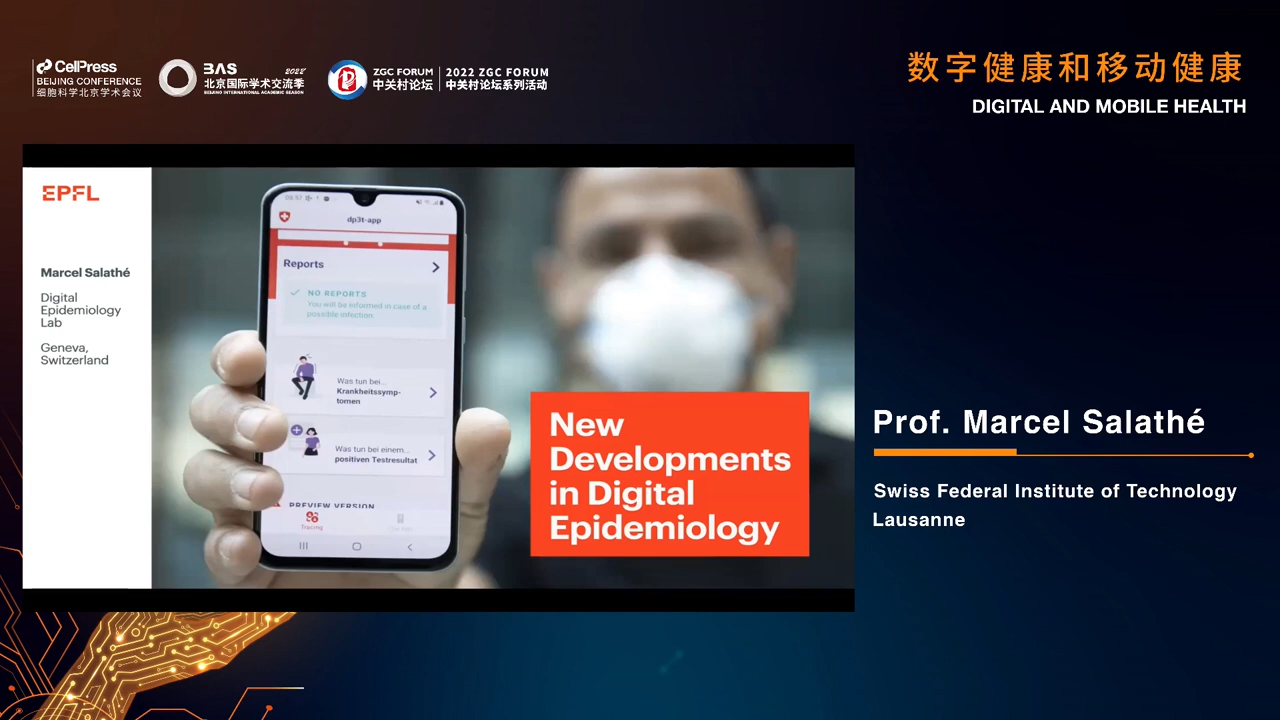 CellPress
BEIJING CONFERENCE
细胞科学北京学术会议
BAS 2022
北京国际学术交流季
BEIJING INTERNATIONAL ACADEMIC SEASON
ZGC FORUM
中关村论坛
2022 ZGC FORUM
中关村论坛系列活动
数字健康和移动健康
DIGITAL AND MOBILE HEALTH
EPFL
Marcel Salathé
Digital
Epidemiology
Lab
Geneva,
Switzerland
dp3t-app
Reports
NO REPORTS
You will be informed in case of a
possible infection.
Was tun bei...
Krankheitssymp-
tomen
Was tun bei einem...
positiven Testresultat
PREVIEW VERSION
Tracing
New
Developments
in Digital
Epidemiology
Prof. Marcel Salathé
Swiss Federal Institute of Technology
Lausanne